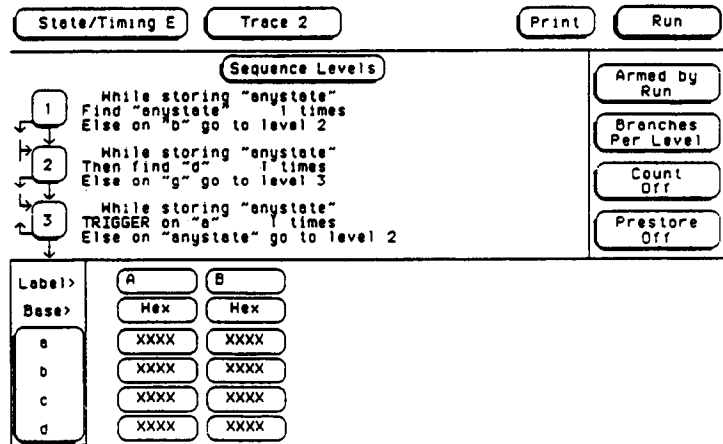 State/Timing E Trace 2 Print Run
Sequence Levels
1 While storing "anystate"
Find "anystate" 1 times
Else on "b" go to level 2
2 While storing "anystate"
Then find "d" 1 times
Else on "g" go to level 3
3 While storing "anystate"
TRIGGER on "a" 1 times
Else on "anystate" go to level 2
Armed by
Run
Branches
Per Level
Count
Off
Prestore
Off
Label> A B
Base> Hex Hex
a XXXX XXXX
b XXXX XXXX
c XXXX XXXX
d XXXX XXXX